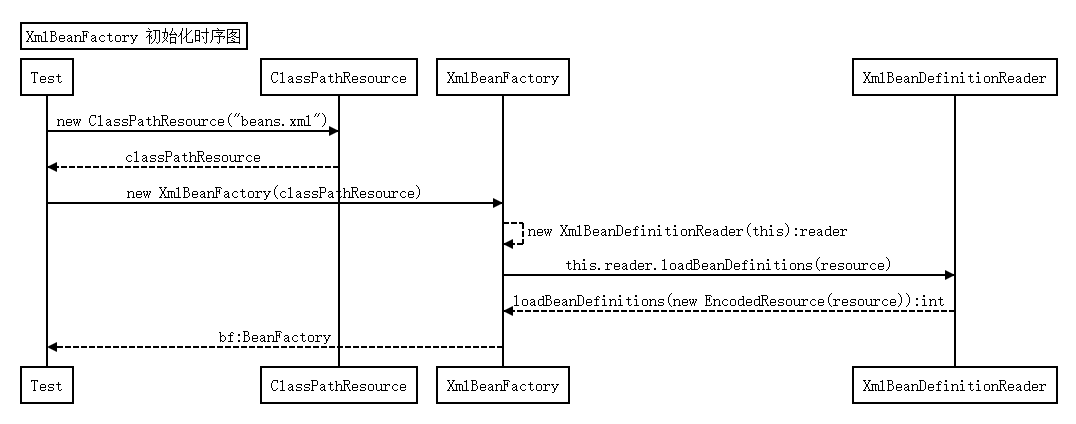 XmlBeanFactory 初始化时序图
Test
ClassPathResource
XmlBeanFactory
XmlBeanDefinitionReader
new ClassPathResource("beans.xml")
classPathResource
new XmlBeanFactory(classPathResource)
new XmlBeanDefinitionReader(this):reader
this.reader.loadBeanDefinitions(resource)
loadBeanDefinitions(new EncodedResource(resource)):int
bf:BeanFactory
Test
ClassPathResource
XmlBeanFactory
XmlBeanDefinitionReader